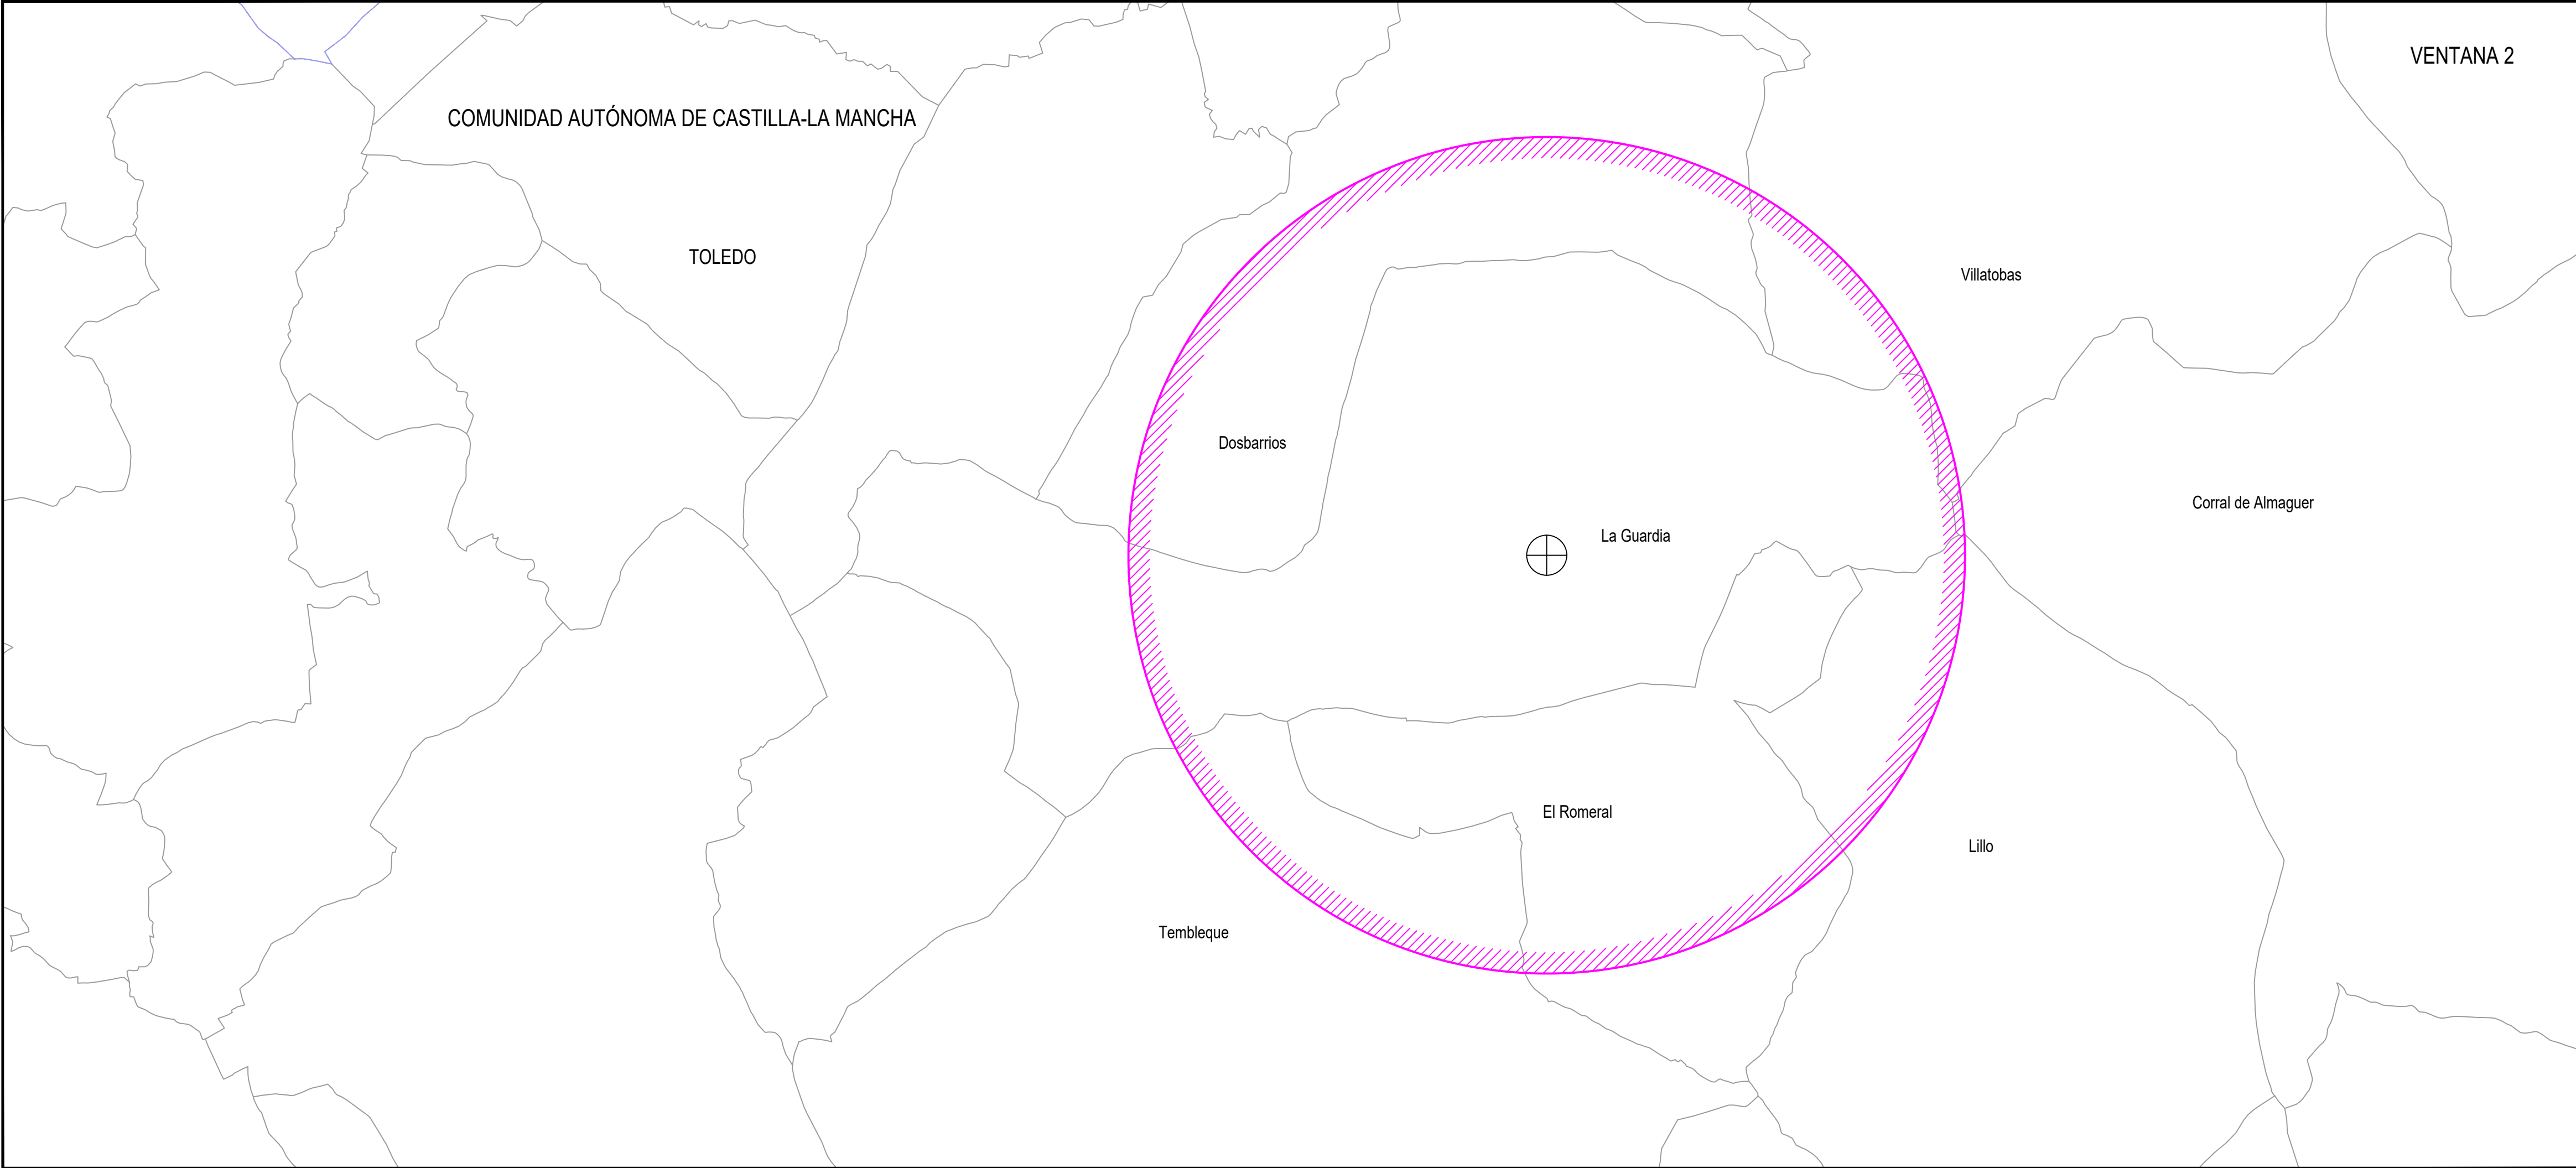 VENTANA 2
COMUNIDAD AUTÓNOMA DE CASTILLA-LA MANCHA
TOLEDO
Villatobas
Dosbarrios
Corral de Almaguer
La Guardia
El Romeral
Lillo
Tembleque